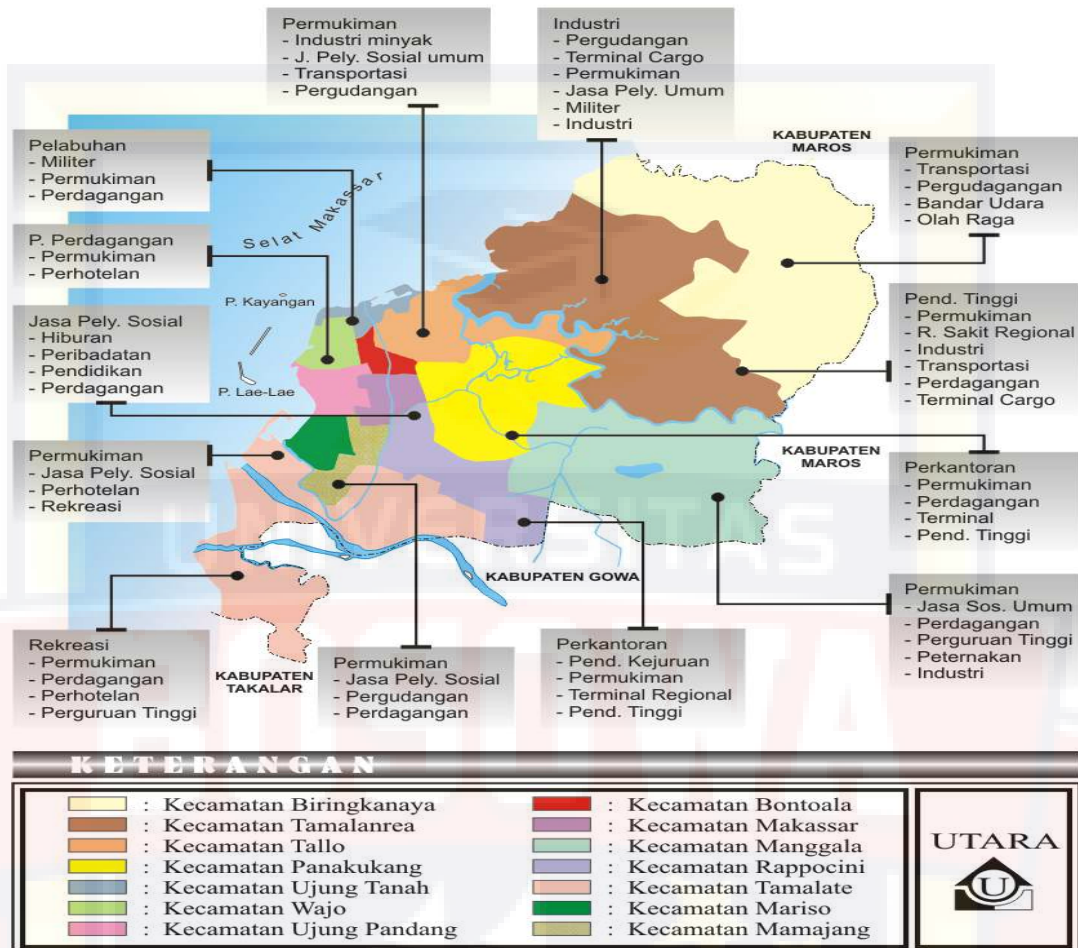 Permukiman
- Industri minyak
- J. Pely. Sosial umum
- Transportasi
- Pergudangan
Industri
- Pergudangan
- Terminal Cargo
- Permukiman
- Jasa Pely. Umum
- Militer
- Industri
KABUPATEN
MAROS
Pelabuhan
- Militer
- Permukiman
- Perdagangan
Permukiman
- Transportasi
- Pergudagangan
- Bandar Udara
- Olah Raga
Selat Makassar
P. Perdagangan
- Permukiman
- Perhotelan
P. Kayangan
Jasa Pely. Sosial
- Hiburan
- Peribadatan
- Pendidikan
- Perdagangan
P. Lae-Lae
Pend. Tinggi
- Permukiman
- R. Sakit Regional
- Industri
- Transportasi
- Perdagangan
- Terminal Cargo
Permukiman
- Jasa Pely. Sosial
- Perhotelan
- Rekreasi
KABUPATEN
MAROS
Perkantoran
- Permukiman
- Perdagangan
- Terminal
- Pend. Tinggi
UNIVERSITAS
BOSOWA
KABUPATEN GOWA
Permukiman
- Jasa Sos. Umum
- Perdagangan
- Perguruan Tinggi
- Peternakan
- Industri
Rekreasi
- Permukiman
- Perdagangan
- Perhotelan
- Perguruan Tinggi
KABUPATEN
TAKALAR
Permukiman
- Jasa Pely. Sosial
- Pergudangan
- Perdagangan
Perkantoran
- Pend. Kejuruan
- Permukiman
- Terminal Regional
- Pend. Tinggi
KETERANGAN
: Kecamatan Biringkanaya
: Kecamatan Tamalanrea
: Kecamatan Tallo
: Kecamatan Panakukang
: Kecamatan Ujung Tanah
: Kecamatan Wajo
: Kecamatan Ujung Pandang
: Kecamatan Bontoala
: Kecamatan Makassar
: Kecamatan Manggala
: Kecamatan Rappocini
: Kecamatan Tamalate
: Kecamatan Mariso
: Kecamatan Mamajang
UTARA
U